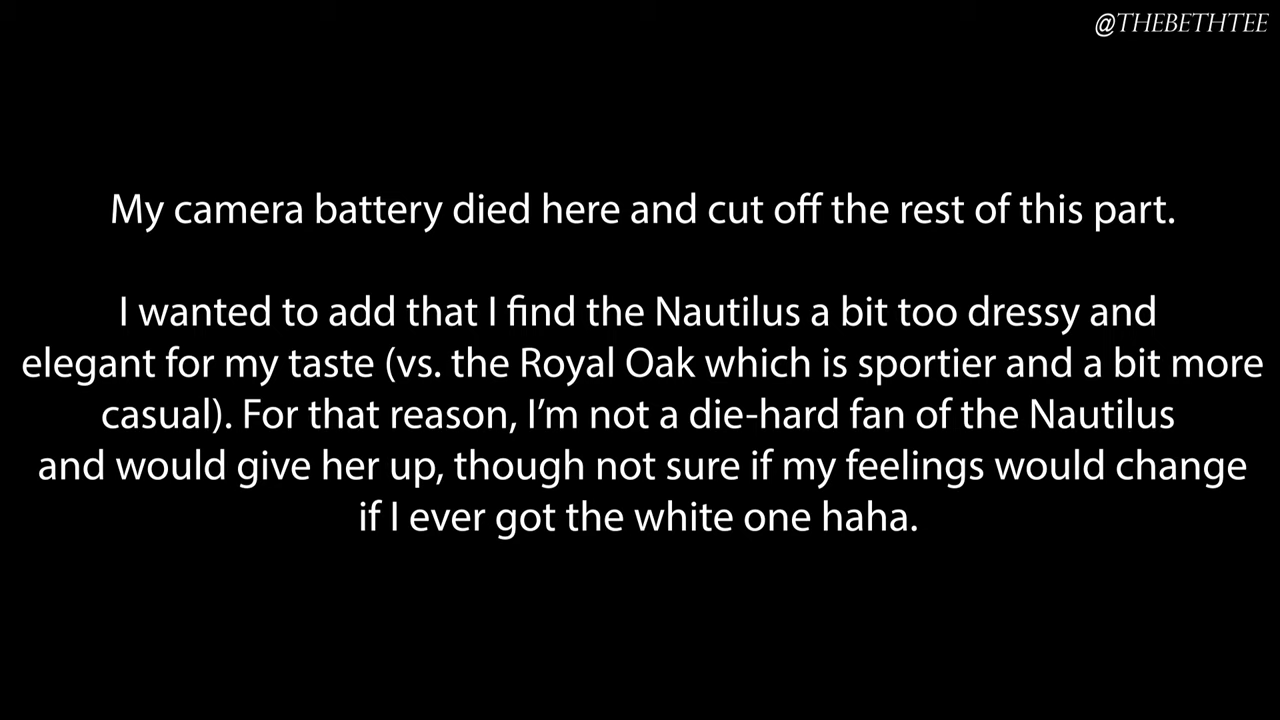 @THEBETHTEE
My camera battery died here and cut off the rest of this part.
I wanted to add that I find the Nautilus a bit too dressy and
elegant for my taste (vs. the Royal Oak which is sportier and a bit more
casual). For that reason, I’m not a die-hard fan of the Nautilus
and would give her up, though not sure if my feelings would change
if I ever got the white one haha.